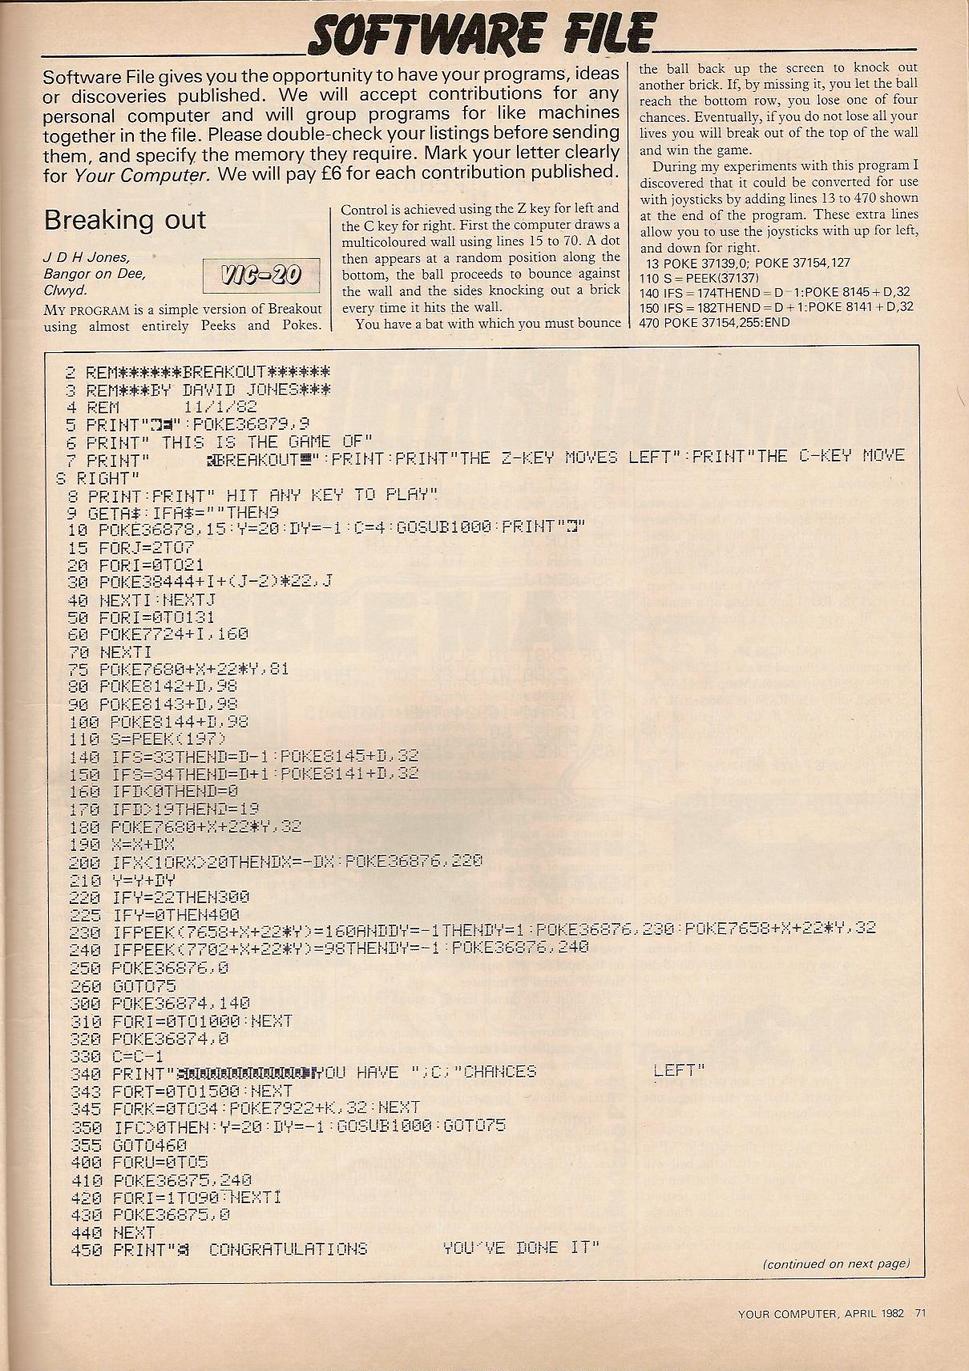 SOFTWARE FILE
Software File gives you the opportunity to have your programs, ideas
or discoveries published. We will accept contributions for any
personal computer and will group programs for like machines
together in the file. Please double-check your listings before sending
them, and specify the memory they require. Mark your letter clearly
for Your Computer. We will pay £6 for each contribution published.
Breaking out
J D H Jones,
Bangor on Dee,
Clwyd.
VIC-20
MY PROGRAM is a simple version of Breakout
using almost entirely Peeks and Pokes.
Control is achieved using the Z key for left and
the C key for right. First the computer draws a
multicoloured wall using lines 15 to 70. A dot
then appears at a random position along the
bottom, the ball proceeds to bounce against
the wall and the sides knocking out a brick
every time it hits the wall.
You have a bat with which you must bounce
the ball back up the screen to knock out
another brick. If, by missing it, you let the ball
reach the bottom row, you lose one of four
chances. Eventually, if you do not lose all your
lives you will break out of the top of the wall
and win the game.
During my experiments with this program I
discovered that it could be converted for use
with joysticks by adding lines 13 to 470 shown
at the end of the program. These extra lines
allow you to use the joysticks with up for left,
and down for right.
13 POKE 37139,0; POKE 37154,127
110 S = PEEK(37137)
140 IFS = 174THEND = D - 1:POKE 8145 + D,32
150 IFS = 182THEND = D + 1:POKE 8141 + D,32
470 POKE 37154,255:END
2 REM******BREAKOUT******
3 REM***BY DAVID JONES***
4 REM 11/1/82
5 PRINT"":POKE36879,9
6 PRINT" THIS IS THE GAME OF"
7 PRINT" BREAKOUT":PRINT:PRINT"THE Z-KEY MOVES LEFT":PRINT"THE C-KEY MOVE
S RIGHT"
8 PRINT:PRINT" HIT ANY KEY TO PLAY"
9 GETA$:IFA$=""THEN9
10 POKE36878,15:Y=20:DY=-1:C=4:GOSUB1000:PRINT""
15 FORJ=2TO7
20 FORI=0TO21
30 POKE38444+I+(J-2)*22,J
40 NEXTI:NEXTJ
50 FORI=0TO131
60 POKE7724+I,160
70 NEXTI
75 POKE7680+X+22*Y,81
80 POKE8142+D,98
90 POKE8143+D,98
100 POKE8144+D,98
110 S=PEEK(197)
140 IFS=33THEND=D-1:POKE8145+D,32
150 IFS=34THEND=D+1:POKE8141+D,32
160 IFD<0THEND=0
170 IFD>19THEND=19
180 POKE7680+X+22*Y,32
190 X=X+DX
200 IFX<1ORX>20THENDX=-DX:POKE36876,220
210 Y=Y+DY
220 IFY=22THEN300
225 IFY=0THEN400
230 IFPEEK(7658+X+22*Y)=160ANDDY=-1THENDY=1:POKE36876,230:POKE7658+X+22*Y,32
240 IFPEEK(7702+X+22*Y)=98THENDY=-1:POKE36876,240
250 POKE36876,0
260 GOTO75
300 POKE36874,140
310 FORI=0TO1000:NEXT
320 POKE36874,0
330 C=C-1
340 PRINT"YOU HAVE ";C;"CHANCES LEFT"
343 FORT=0TO1500:NEXT
345 FORK=0TO34:POKE7922+K,32:NEXT
350 IFC>0THEN:Y=20:DY=-1:GOSUB1000:GOTO75
355 GOTO460
400 FORU=0TO5
410 POKE36875,240
420 FORI=1TO90:NEXTI
430 POKE36875,0
440 NEXT
450 PRINT" CONGRATULATIONS YOU'VE DONE IT"
(continued on next page)
YOUR COMPUTER, APRIL 1982 71